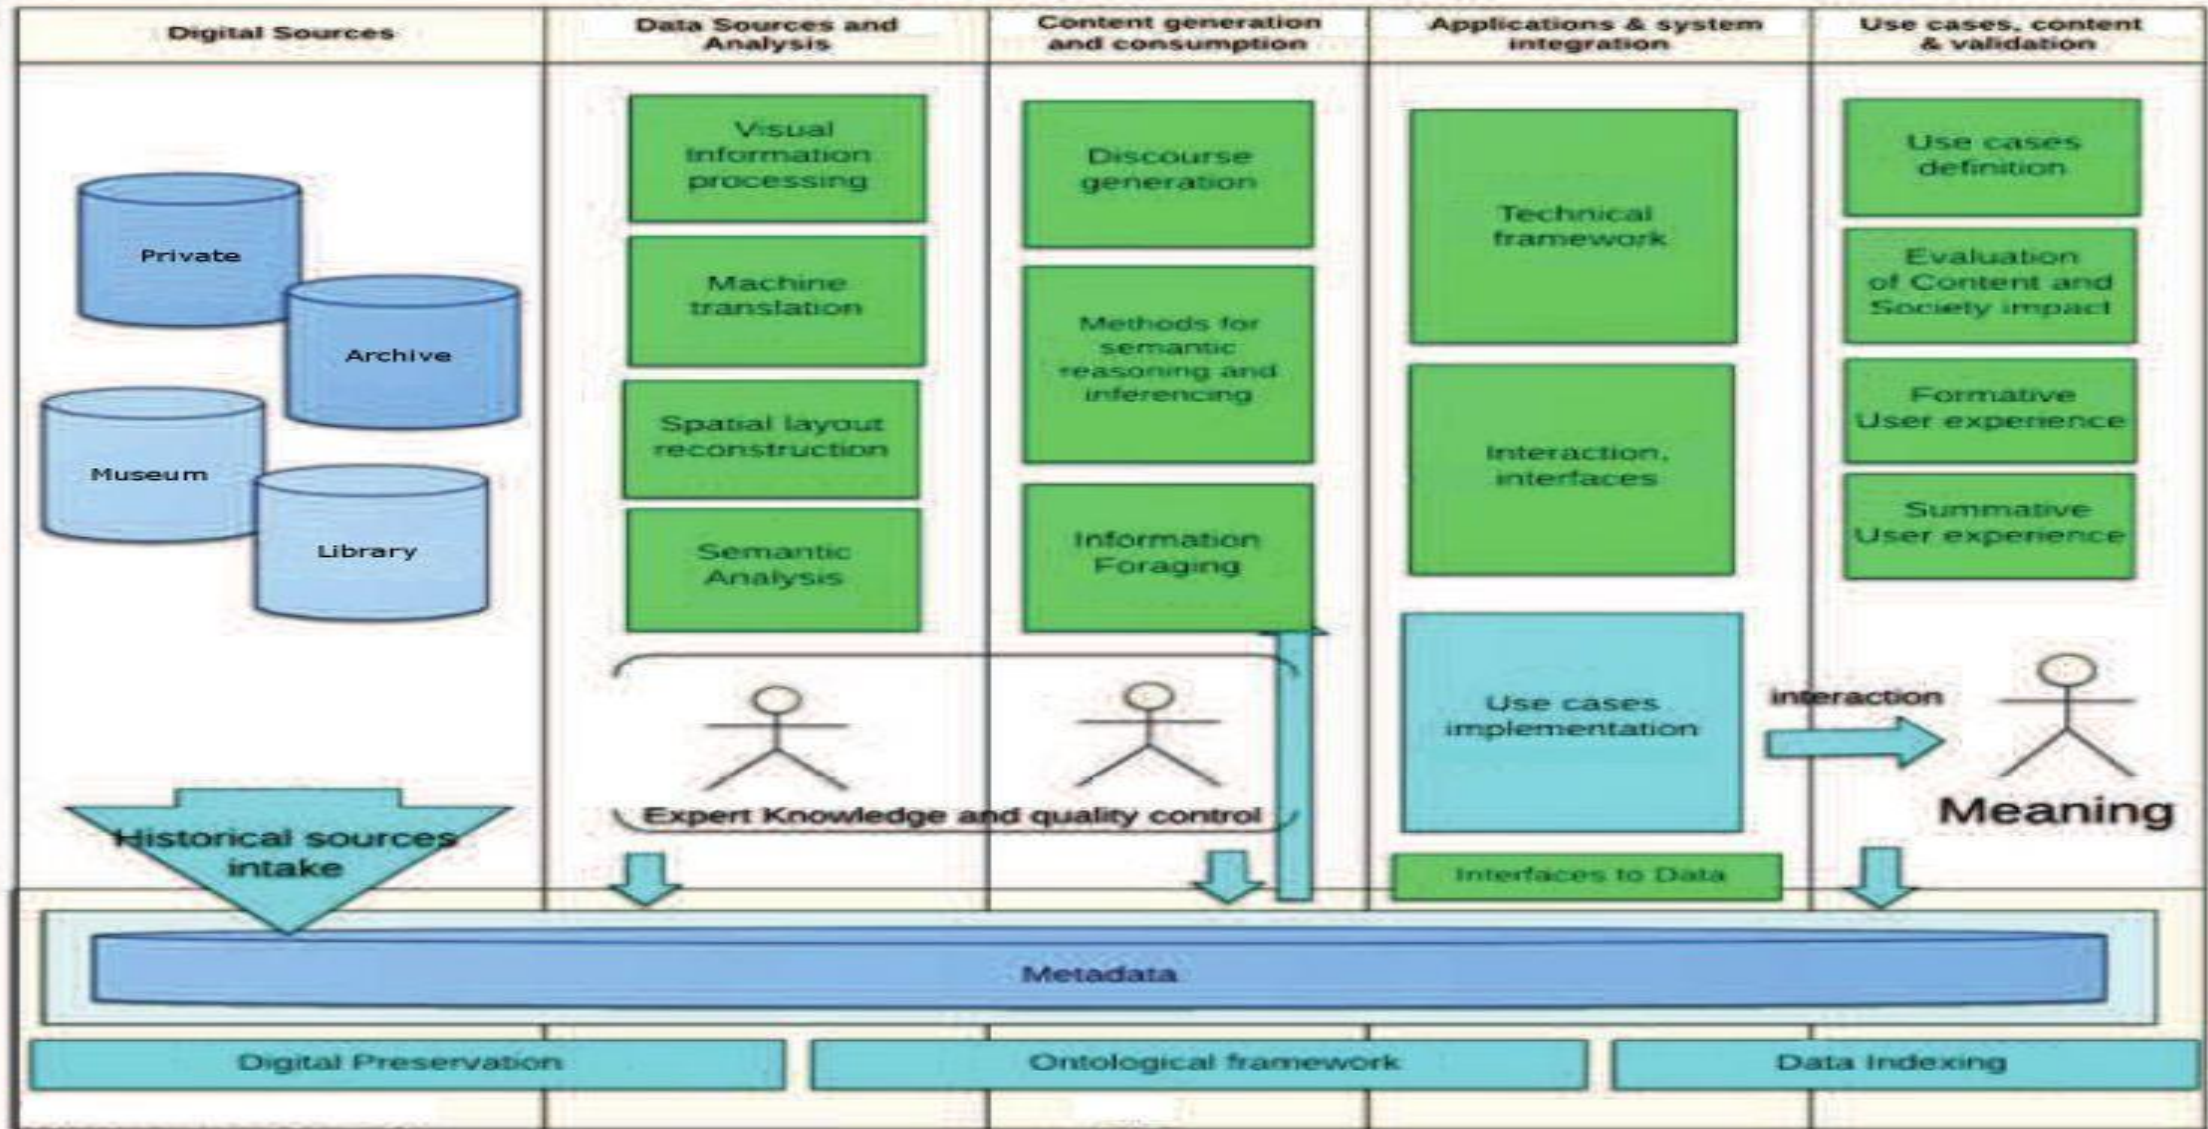 Digital Sources
Data Sources and
Analysis
Content generation
and consumption
Applications & system
integration
Use cases, content
& validation
Private
Archive
Museum
Library
Historical sources
intake
Visual
Information
processing
Machine
translation
Spatial layout
reconstruction
Semantic
Analysis
Discourse
generation
Methods for
semantic
reasoning and
inferencing
Information
Foraging
Expert Knowledge and quality control
Technical
framework
Interaction,
interfaces
Use cases
implementation
Interfaces to Data
Use cases
definition
Evaluation
of Content and
Society impact
Formative
User experience
Summative
User experience
interaction
Meaning
Metadata
Digital Preservation
Ontological framework
Data Indexing